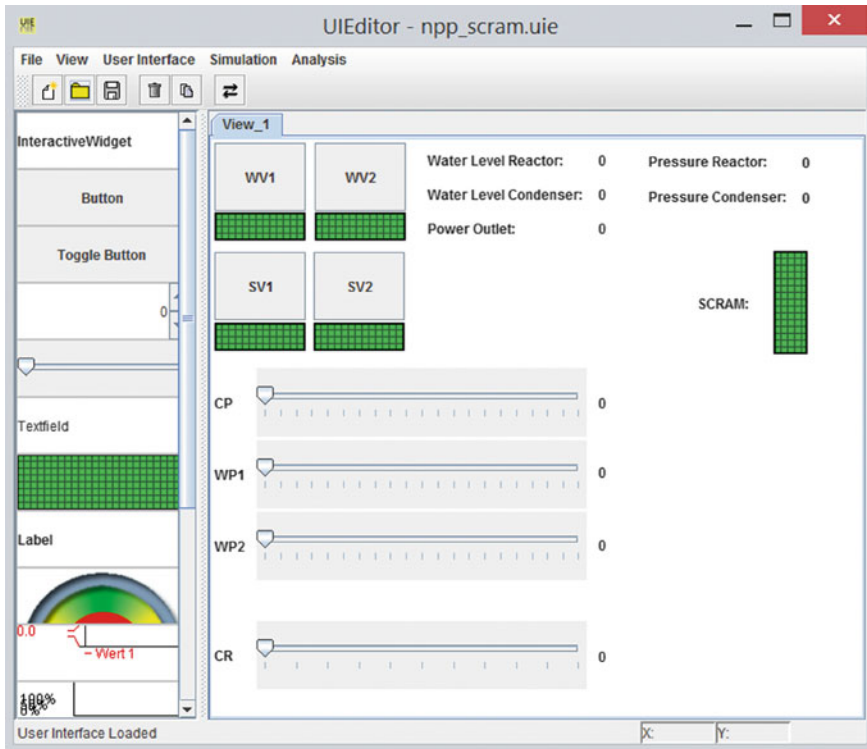 UIEditor - npp_scram.uie
File View User Interface Simulation Analysis
View_1
InteractiveWidget
Button
Toggle Button
0
Textfield
Label
0.0
Wert 1
100%
0%
WV1 WV2
Water Level Reactor: 0 Pressure Reactor: 0
Water Level Condenser: 0 Pressure Condenser: 0
Power Outlet: 0
SV1 SV2
SCRAM:
CP 0
WP1 0
WP2 0
CR 0
User Interface Loaded
X: Y: